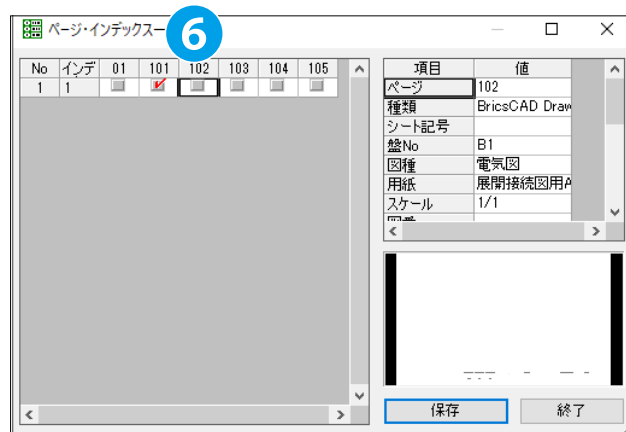 ページ・インデックスー
6
No インデ 01 101 102 103 104 105
1 1
項目 値
ページ 102
種類 BricsCAD Draw
シート記号
盤No B1
図種 電気図
用紙 展開接続図用A
スケール 1/1
保存 終了